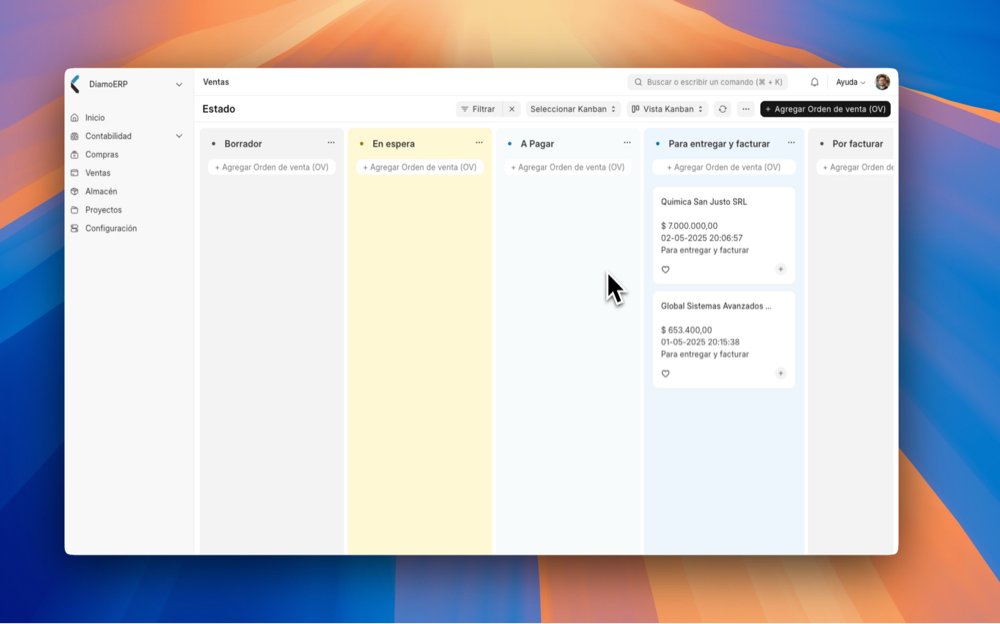 DiamoERP
Ventas
Buscar o escribir un comando (⌘ + K)
Ayuda
Estado
Filtrar
Seleccionar Kanban
Vista Kanban
+ Agregar Orden de venta (OV)
Inicio
Contabilidad
Compras
Ventas
Almacén
Proyectos
Configuración
Borrador
+ Agregar Orden de venta (OV)
En espera
+ Agregar Orden de venta (OV)
A Pagar
+ Agregar Orden de venta (OV)
Para entregar y facturar
+ Agregar Orden de venta (OV)
Quimica San Justo SRL
$ 7.000.000,00
02-05-2025 20:06:57
Para entregar y facturar
Global Sistemas Avanzados ...
$ 653.400,00
01-05-2025 20:15:38
Para entregar y facturar
Por facturar
+ Agregar Orden de